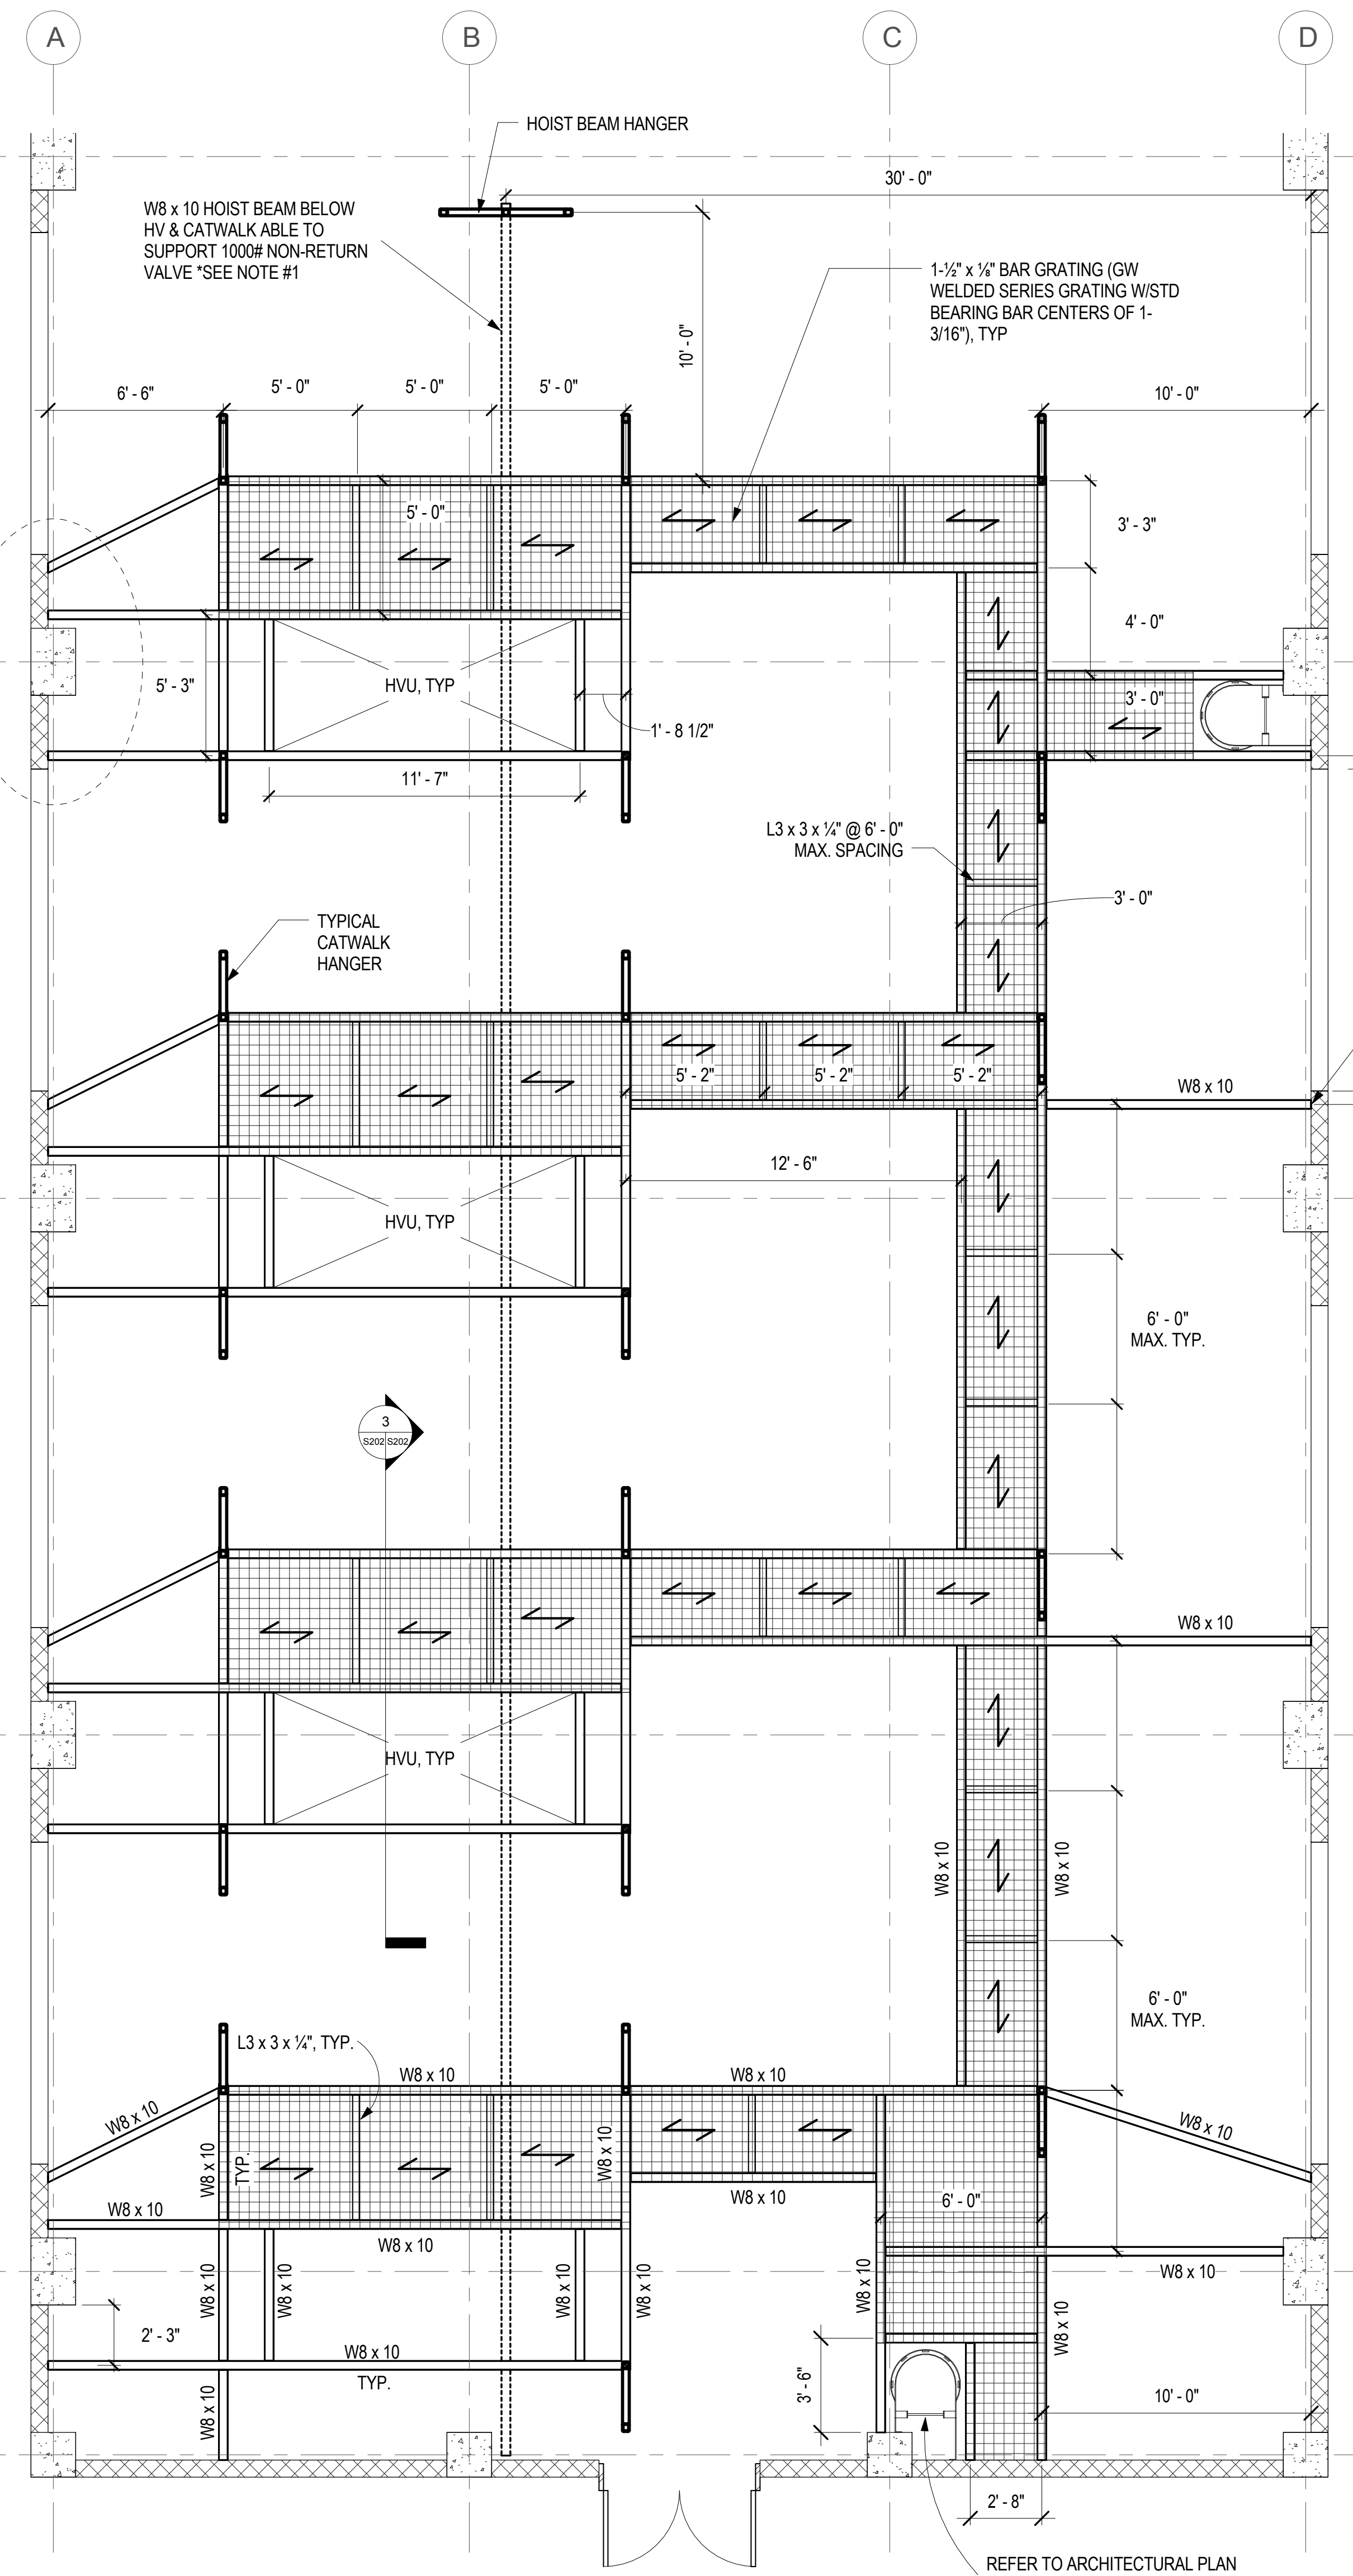 A
B
C
D
HOIST BEAM HANGER
30' - 0"
W8 x 10 HOIST BEAM BELOW
HV & CATWALK ABLE TO
SUPPORT 1000# NON-RETURN
VALVE *SEE NOTE #1
1-½" x ⅛" BAR GRATING (GW
WELDED SERIES GRATING W/STD
BEARING BAR CENTERS OF 1-
3/16"), TYP
10' - 0"
6' - 6"
5' - 0"
5' - 0"
5' - 0"
10' - 0"
5' - 0"
3' - 3"
4' - 0"
5' - 3"
HVU, TYP
3' - 0"
1' - 8 1/2"
11' - 7"
L3 x 3 x ¼" @ 6' - 0"
MAX. SPACING
3' - 0"
TYPICAL
CATWALK
HANGER
5' - 2"
5' - 2"
5' - 2"
W8 x 10
12' - 6"
HVU, TYP
6' - 0"
MAX. TYP.
3
S202
S202
W8 x 10
HVU, TYP
W8 x 10
W8 x 10
6' - 0"
MAX. TYP.
L3 x 3 x ¼", TYP.
W8 x 10
W8 x 10
W8 x 10
W8 x 10
W8 x 10
TYP.
W8 x 10
W8 x 10
6' - 0"
W8 x 10
W8 x 10
W8 x 10
W8 x 10
W8 x 10
W8 x 10
W8 x 10
W8 x 10
W8 x 10
W8 x 10
2' - 3"
W8 x 10
TYP.
3' - 6"
W8 x 10
10' - 0"
2' - 8"
REFER TO ARCHITECTURAL PLAN